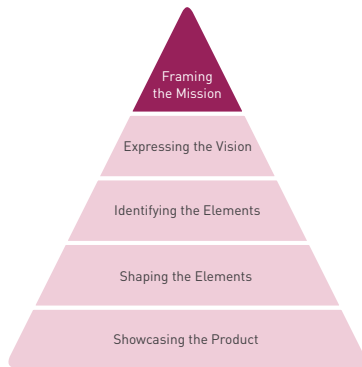 Framing
the Mission
Expressing the Vision
Identifying the Elements
Shaping the Elements
Showcasing the Product